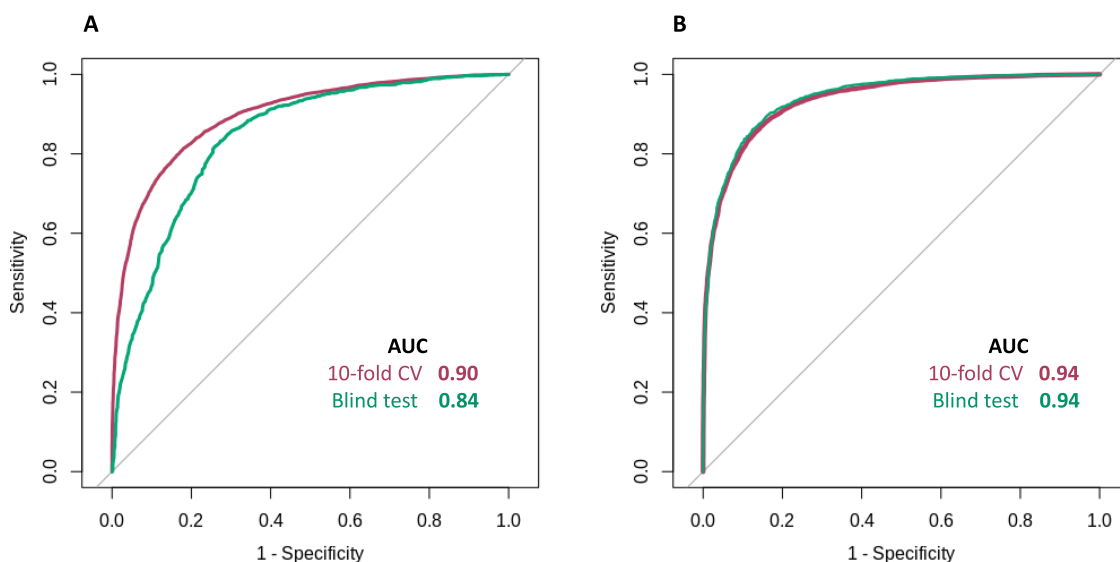 A
Sensitivity
0.0 0.2 0.4 0.6 0.8 1.0
AUC
10-fold CV 0.90
Blind test 0.84
0.0 0.2 0.4 0.6 0.8 1.0
1 - Specificity
B
Sensitivity
0.0 0.2 0.4 0.6 0.8 1.0
AUC
10-fold CV 0.94
Blind test 0.94
0.0 0.2 0.4 0.6 0.8 1.0
1 - Specificity